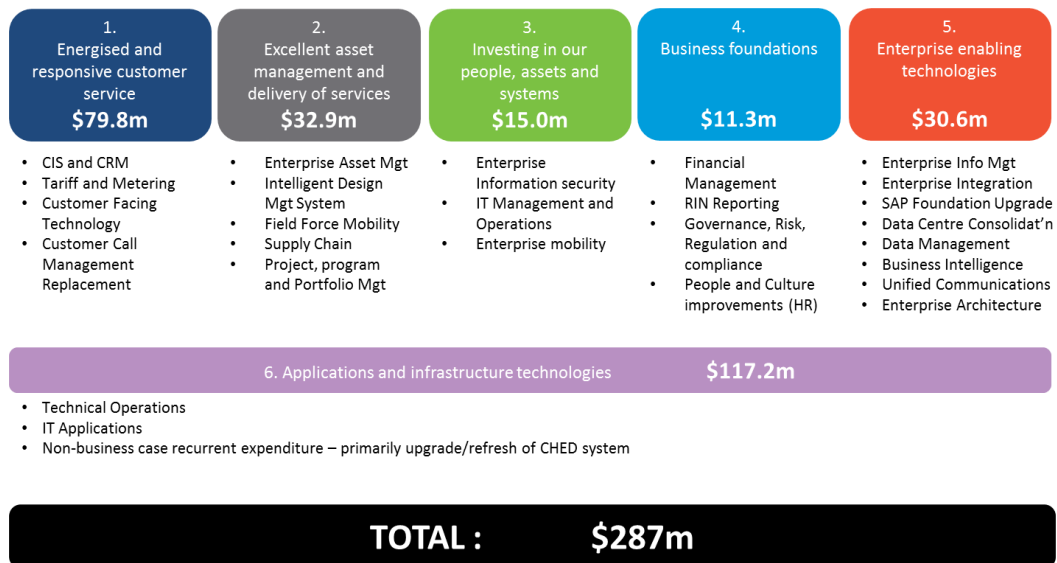 1.
Energised and
responsive customer
service
$79.8m
2.
Excellent asset
management and
delivery of services
$32.9m
3.
Investing in our
people, assets and
systems
$15.0m
4.
Business foundations
$11.3m
5.
Enterprise enabling
technologies
$30.6m
• CIS and CRM
• Tariff and Metering
• Customer Facing
Technology
• Customer Call
Management
Replacement
• Enterprise Asset Mgt
• Intelligent Design
Mgt System
• Field Force Mobility
• Supply Chain
• Project, program
and Portfolio Mgt
• Enterprise
Information security
• IT Management and
Operations
• Enterprise mobility
• Financial
Management
• RIN Reporting
• Governance, Risk,
Regulation and
compliance
• People and Culture
improvements (HR)
• Enterprise Info Mgt
• Enterprise Integration
• SAP Foundation Upgrade
• Data Centre Consolidat’n
• Data Management
• Business Intelligence
• Unified Communications
• Enterprise Architecture
6. Applications and infrastructure technologies $117.2m
• Technical Operations
• IT Applications
• Non-business case recurrent expenditure – primarily upgrade/refresh of CHED system
TOTAL : $287m